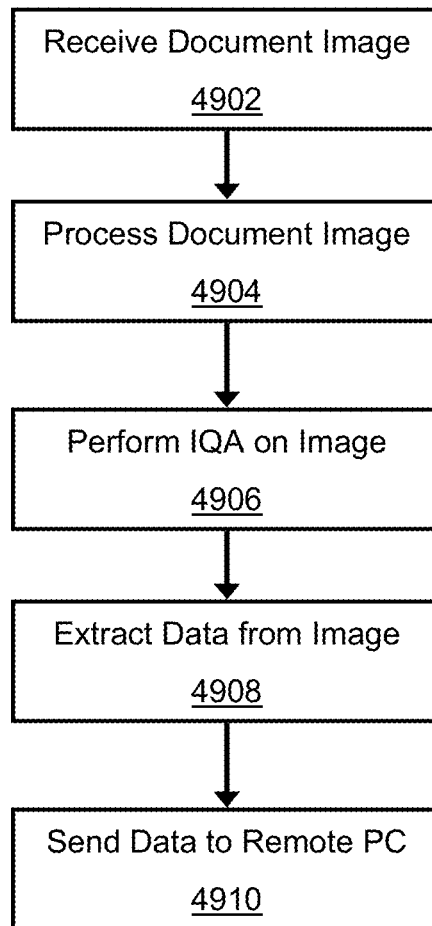 Receive Document Image
4902
Process Document Image
4904
Perform IQA on Image
4906
Extract Data from Image
4908
Send Data to Remote PC
4910